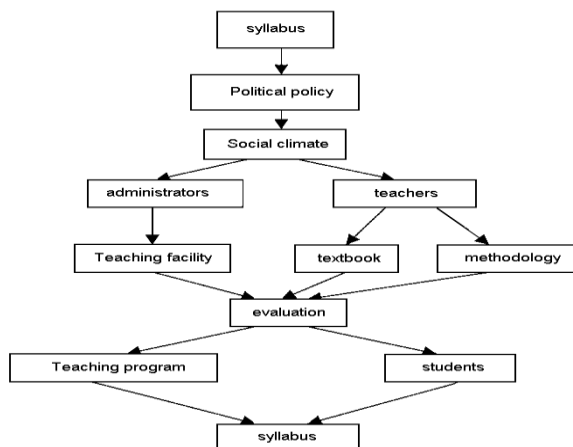 syllabus
Political policy
Social climate
administrators
teachers
Teaching facility
textbook
methodology
evaluation
Teaching program
students
syllabus